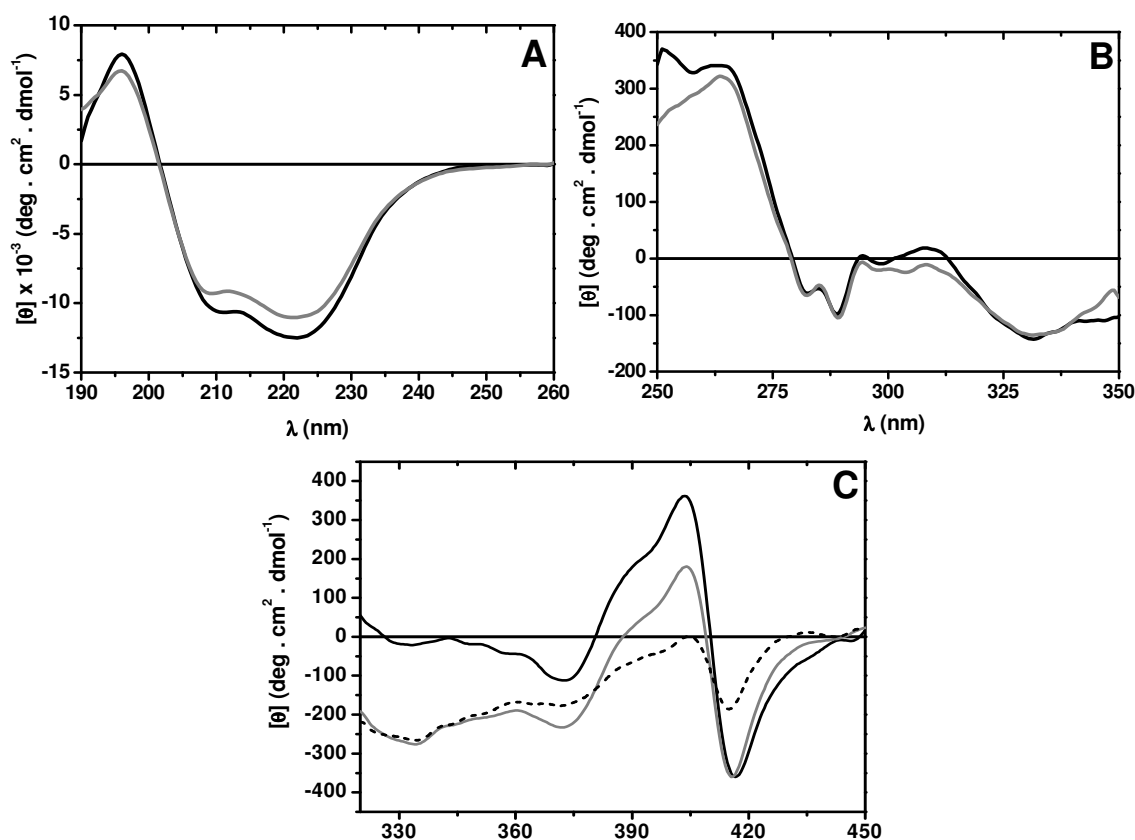 A
[θ] x 10⁻³ (deg . cm² . dmol⁻¹)
10
5
0
-5
-10
-15
190 200 210 220 230 240 250 260
λ (nm)
B
[θ] (deg . cm² . dmol⁻¹)
400
300
200
100
0
-100
-200
250 275 300 325 350
λ (nm)
C
[θ] (deg . cm² . dmol⁻¹)
400
300
200
100
0
-100
-200
-300
-400
330 360 390 420 450